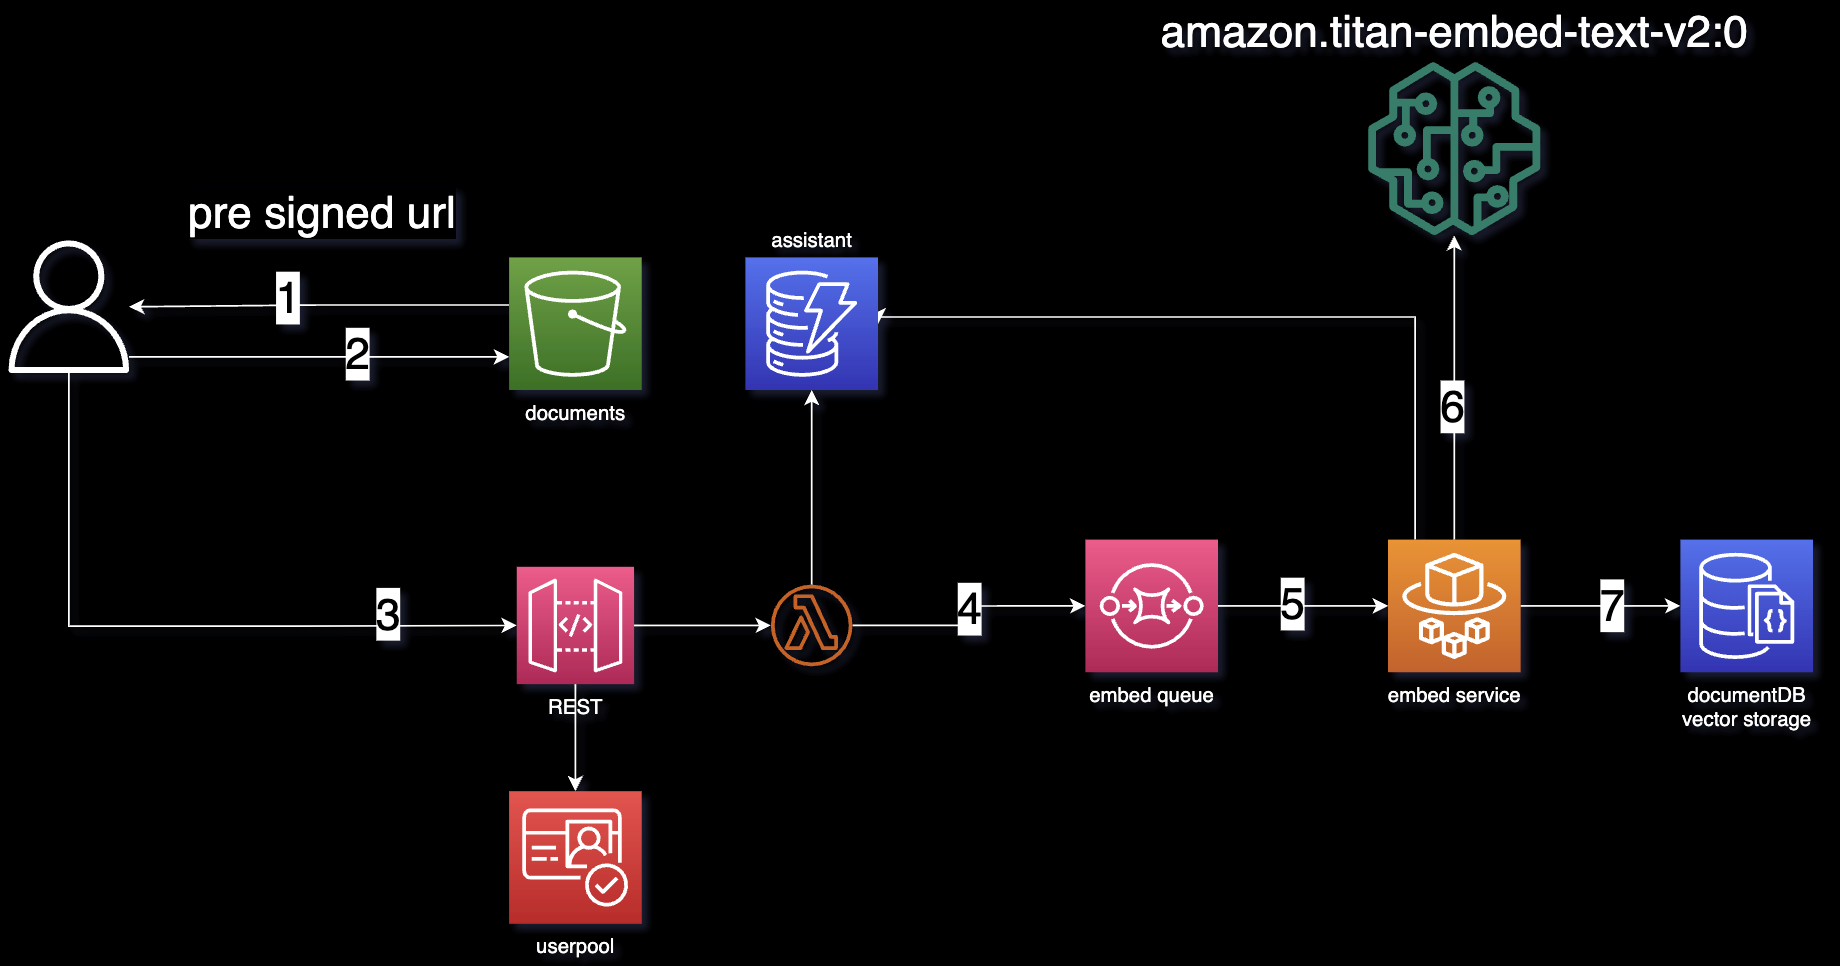 amazon.titan-embed-text-v2:0
pre signed url
assistant
1
2
documents
6
3
4
5
7
REST
embed queue
embed service
documentDB
vector storage
userpool